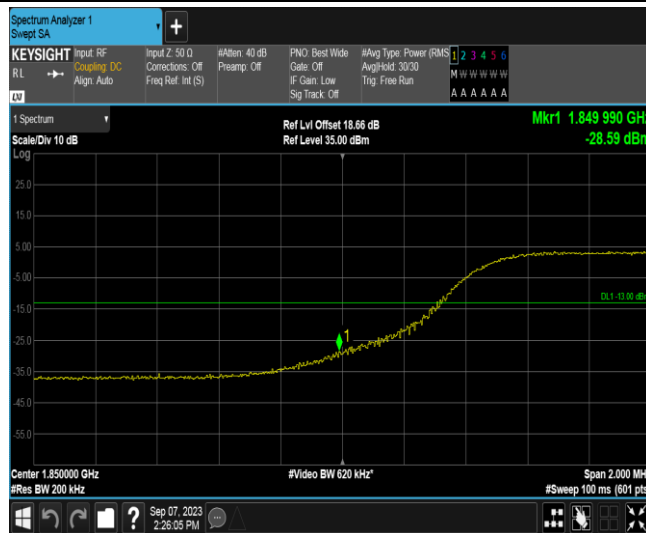 Spectrum Analyzer 1
Swept SA
KEYSIGHT
RL
Input: RF
Coupling: DC
Align: Auto
Input Z: 50 Ω
Corrections: Off
Freq Ref: Int (S)
#Atten: 40 dB
Preamp: Off
PNO: Best Wide
Gate: Off
IF Gain: Low
Sig Track: Off
#Avg Type: Power (RMS
Avg|Hold: 30/30
Trig: Free Run
1 2 3 4 5 6
M W W W W W
A A A A A A
LXI
1 Spectrum
Scale/Div 10 dB
Ref Lvl Offset 18.66 dB
Ref Level 35.00 dBm
Mkr1 1.849 990 GHz
-28.59 dBm
Log
25.0
15.0
5.00
-5.00
DL1 -13.00 dBm
-15.0
1
-25.0
-35.0
-45.0
-55.0
Center 1.850000 GHz
#Video BW 620 kHz*
Span 2.000 MH
#Res BW 200 kHz
#Sweep 100 ms (601 pts
?
Sep 07, 2023
2:26:05 PM